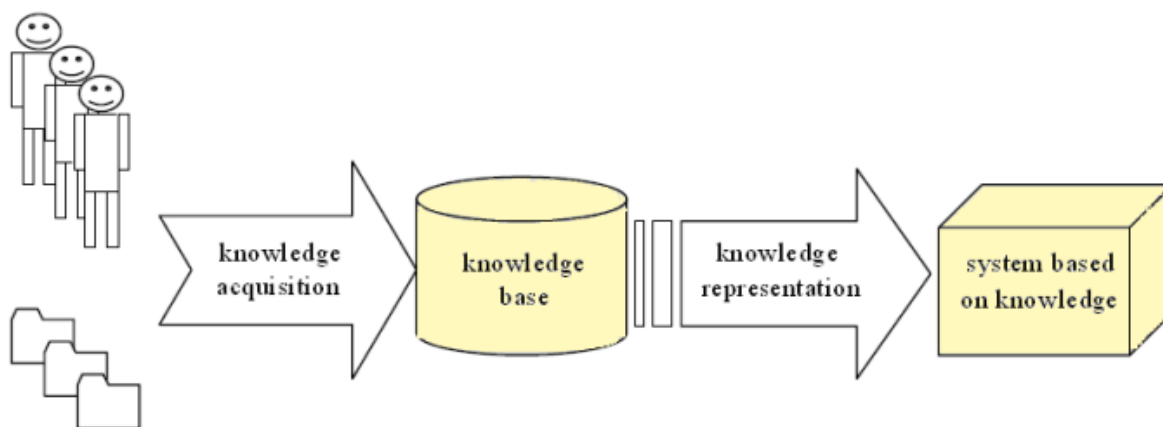 knowledge
acquisition
knowledge
base
knowledge
representation
system based
on knowledge